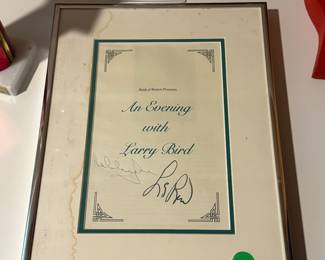 Bank of Boston Presents
An Evening
with
Larry Bird